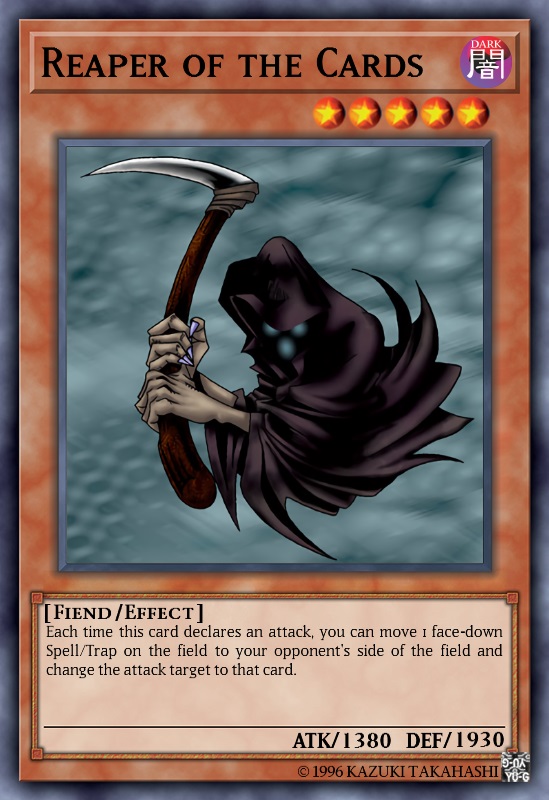 REAPER OF THE CARDS
DARK
闇
[FIEND/EFFECT]
Each time this card declares an attack, you can move 1 face-down
Spell/Trap on the field to your opponent's side of the field and
change the attack target to that card.
ATK/1380 DEF/1930
© 1996 KAZUKI TAKAHASHI